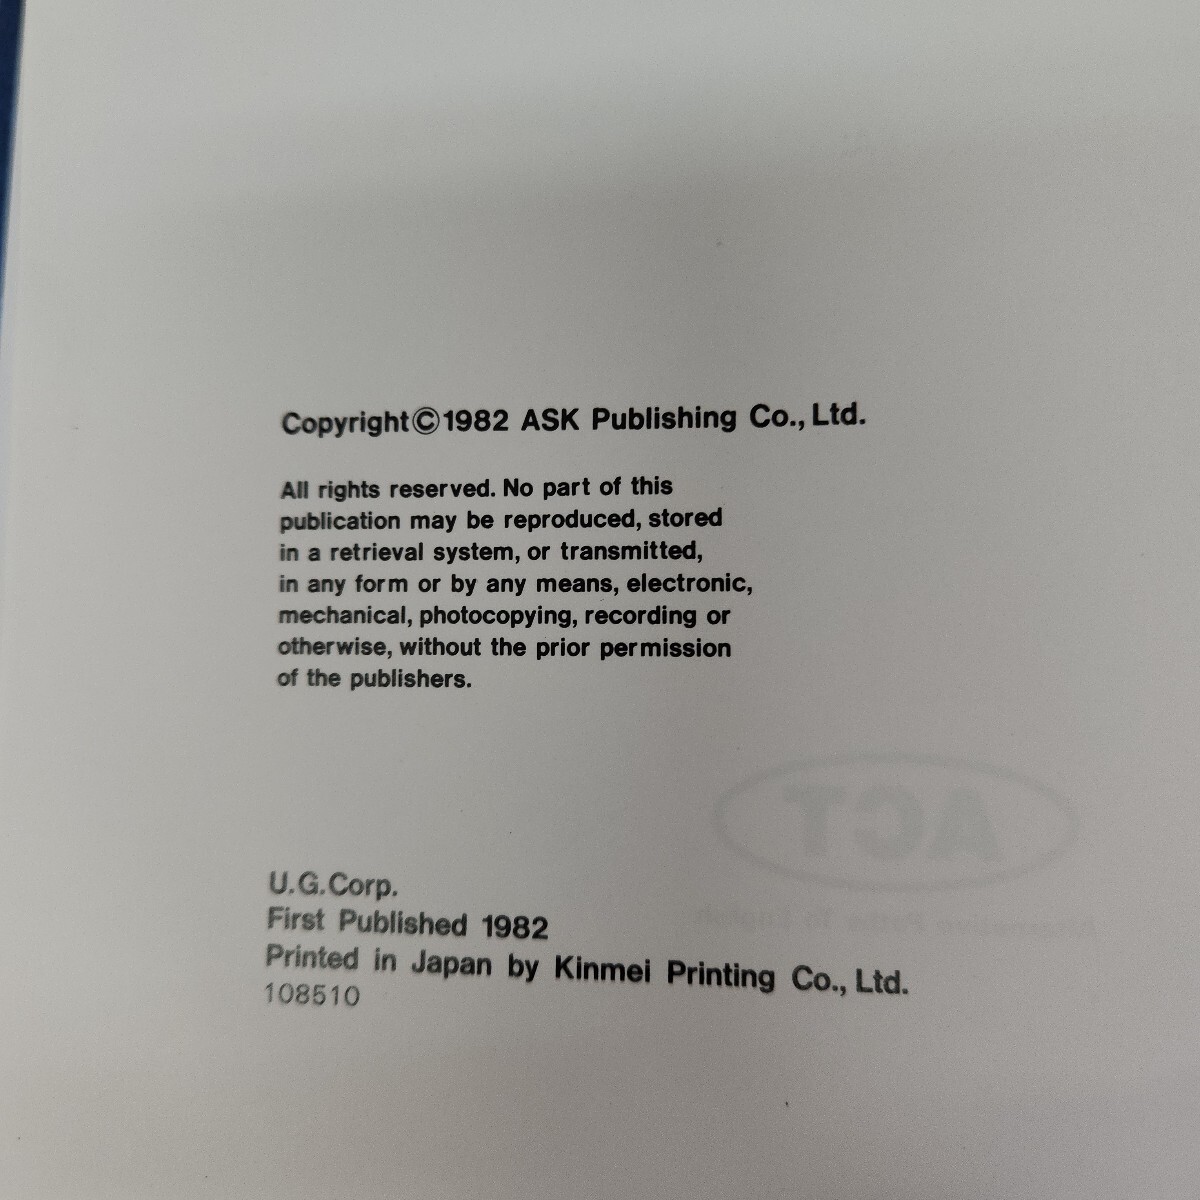 Copyright©1982 ASK Publishing Co., Ltd.
All rights reserved. No part of this
publication may be reproduced, stored
in a retrieval system, or transmitted,
in any form or by any means, electronic,
mechanical, photocopying, recording or
otherwise, without the prior permission
of the publishers.
ACT
U.G.Corp.
First Published 1982
Printed in Japan by Kinmei Printing Co., Ltd.
108510